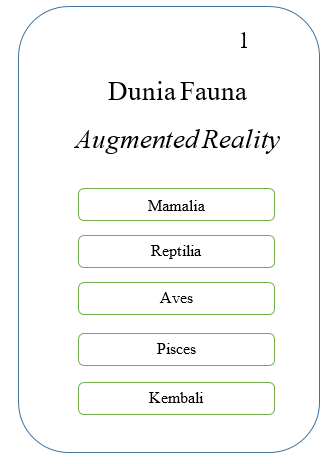 1
Dunia Fauna
Augmented Reality
Mamalia
Reptilia
Aves
Pisces
Kembali